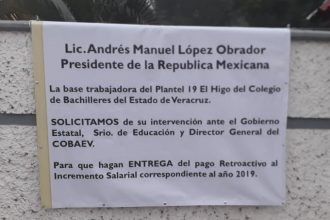 Lic. Andrés Manuel López Obrador
Presidente de la Republica Mexicana
La base trabajadora del Plantel 19 El Higo del Colegio
de Bachilleres del Estado de Veracruz.
SOLICITAMOS de su intervención ante el Gobierno
Estatal, Srio. de Educación y Director General del
COBAEV.
Para que hagan ENTREGA del pago Retroactivo al
Incremento Salarial correspondiente al año 2019.